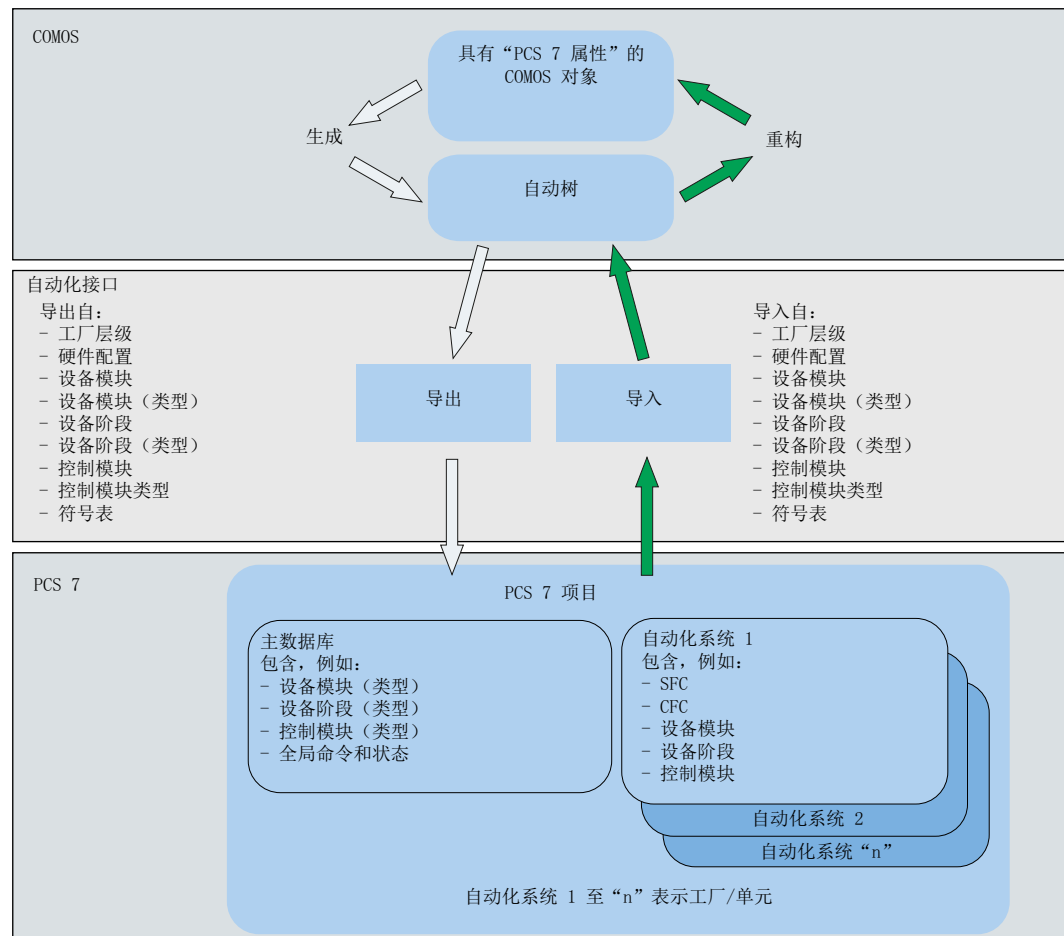 COMOS
具有“PCS 7 属性”的
COMOS 对象
生成
重构
自动树
自动化接口
导出自:
- 工厂层级
- 硬件配置
- 设备模块
- 设备模块（类型）
- 设备阶段
- 设备阶段（类型）
- 控制模块
- 控制模块类型
- 符号表
导出
导入
导入自:
- 工厂层级
- 硬件配置
- 设备模块
- 设备模块（类型）
- 设备阶段
- 设备阶段（类型）
- 控制模块
- 控制模块类型
- 符号表
PCS 7
PCS 7 项目
主数据库
包含，例如:
- 设备模块（类型）
- 设备阶段（类型）
- 控制模块（类型）
- 全局命令和状态
自动化系统 1
包含，例如:
- SFC
- CFC
- 设备模块
- 设备阶段
- 控制模块
自动化系统 2
自动化系统“n”
自动化系统 1 至“n”表示工厂/单元